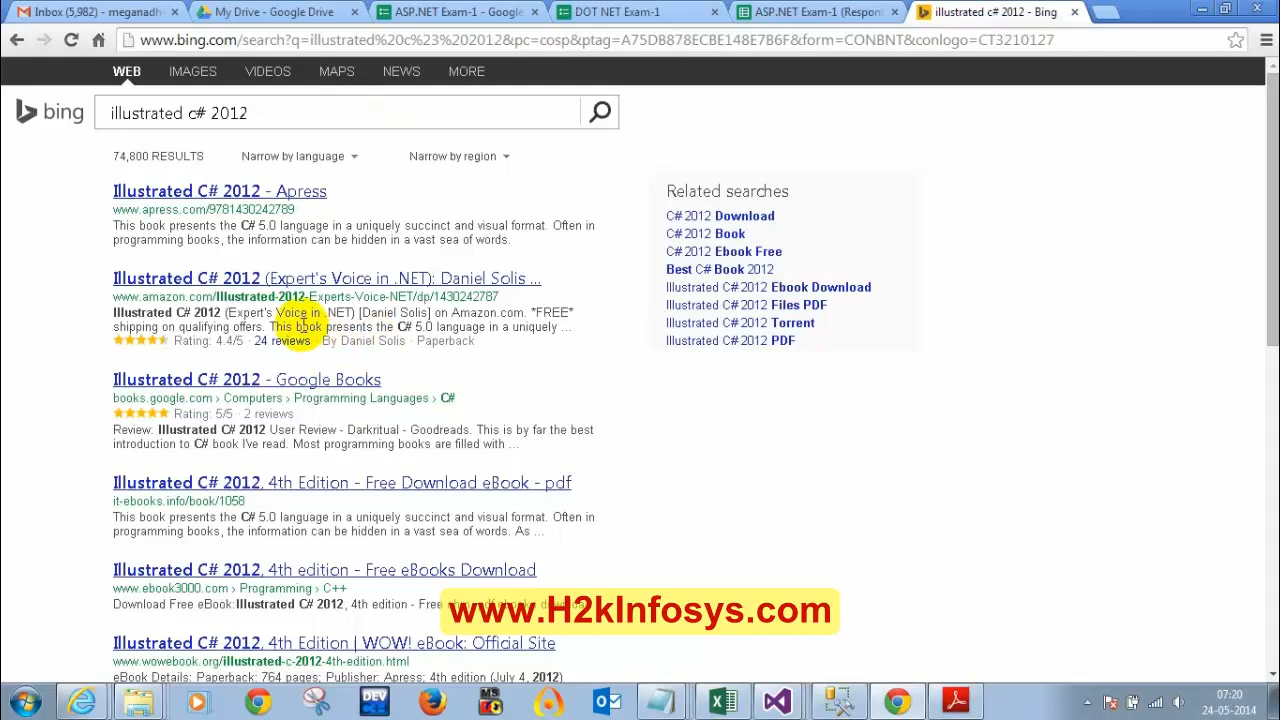 Inbox (5,982) - meganadh
My Drive - Google Drive
ASP.NET Exam-1 - Google
DOT NET Exam-1
ASP.NET Exam-1 (Respon
illustrated c# 2012 - Bing
www.bing.com/search?q=illustrated%20c%23%202012&pc=cosp&ptag=A75DB878ECBE148E7B6F&form=CONBNT&conlogo=CT3210127
WEB IMAGES VIDEOS MAPS NEWS MORE
bing
illustrated c# 2012
74,800 RESULTS Narrow by language Narrow by region
Illustrated C# 2012 - Apress
www.apress.com/9781430242789
This book presents the C# 5.0 language in a uniquely succinct and visual format. Often in
programming books, the information can be hidden in a vast sea of words.
Illustrated C# 2012 (Expert's Voice in .NET): Daniel Solis ...
www.amazon.com/Illustrated-2012-Experts-Voice-NET/dp/1430242787
Illustrated C# 2012 (Expert's Voice in .NET) [Daniel Solis] on Amazon.com. *FREE*
shipping on qualifying offers. This book presents the C# 5.0 language in a uniquely ...
Rating: 4.4/5 · 24 reviews · By Daniel Solis · Paperback
Illustrated C# 2012 - Google Books
books.google.com › Computers › Programming Languages › C#
Rating: 5/5 · 2 reviews
Review: Illustrated C# 2012 User Review - Darkritual - Goodreads. This is by far the best
introduction to C# book I've read. Most programming books are filled with ...
Illustrated C# 2012, 4th Edition - Free Download eBook - pdf
it-ebooks.info/book/1058
This book presents the C# 5.0 language in a uniquely succinct and visual format. Often in
programming books, the information can be hidden in a vast sea of words. As ...
Illustrated C# 2012, 4th edition - Free eBooks Download
www.ebook3000.com › Programming › C++
Download Free eBook:Illustrated C# 2012, 4th edition - Free
Illustrated C# 2012, 4th Edition | WOW! eBook: Official Site
www.wowebook.org/illustrated-c-2012-4th-edition.html
eBook Details: Paperback: 764 pages; Publisher: Apress; 4th edition (July 4, 2012)
Related searches
C# 2012 Download
C# 2012 Book
C# 2012 Ebook Free
Best C# Book 2012
Illustrated C# 2012 Ebook Download
Illustrated C# 2012 Files PDF
Illustrated C# 2012 Torrent
Illustrated C# 2012 PDF
www.H2kInfosys.com
DEV
MS
07:20
24-05-2014